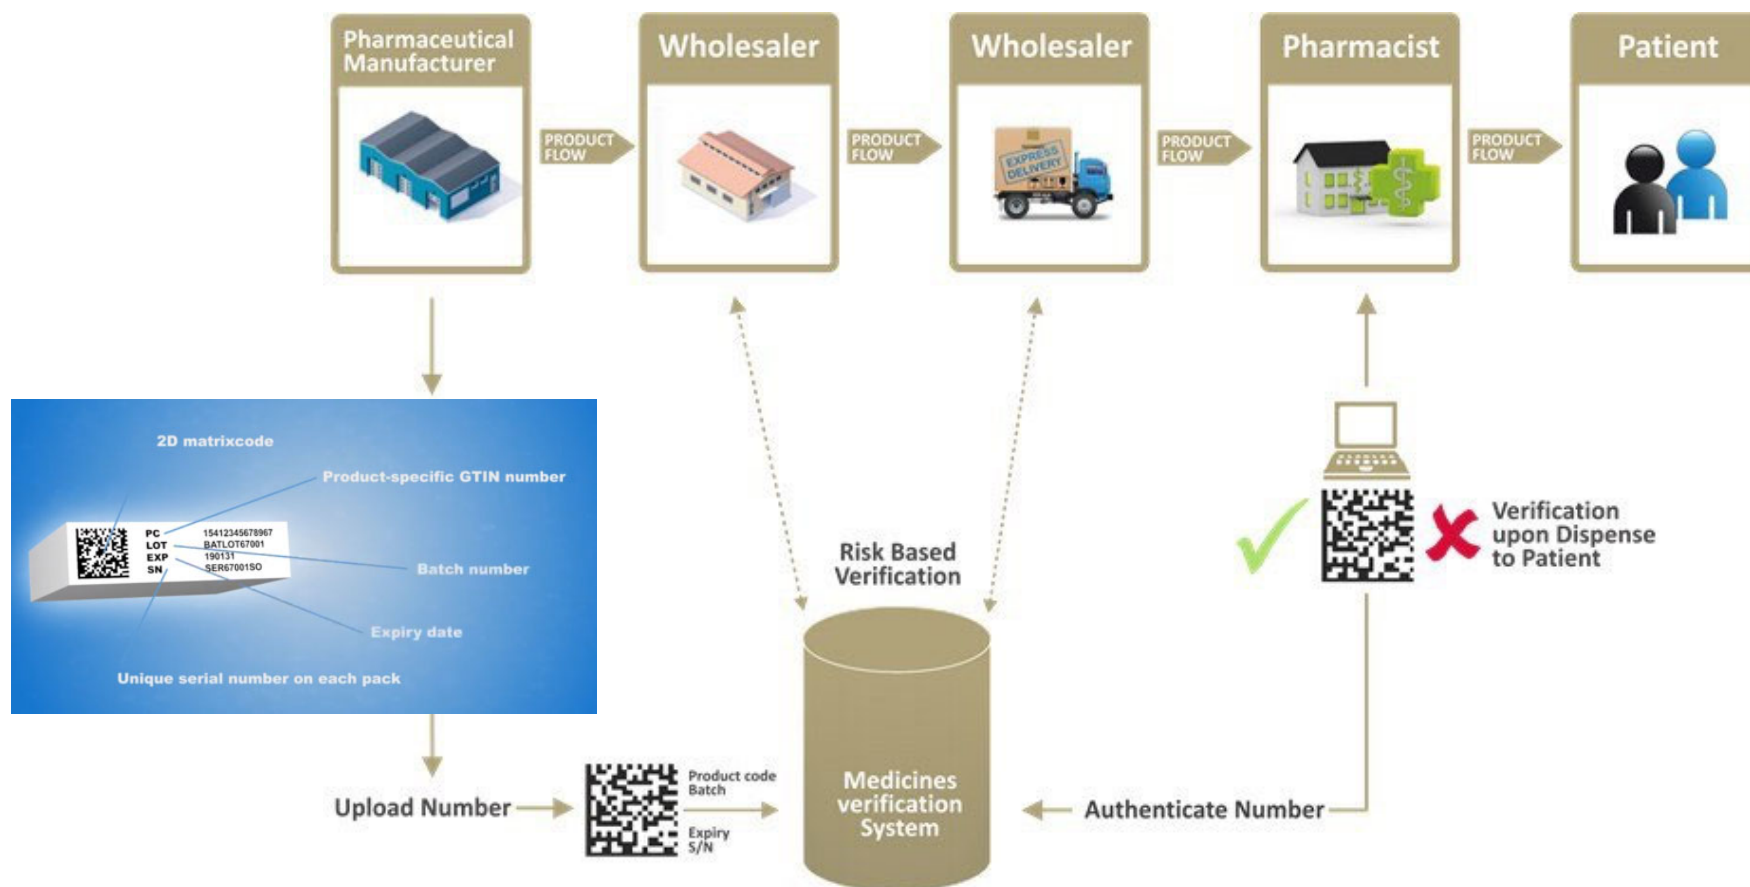 Pharmaceutical
Manufacturer
Wholesaler
Wholesaler
Pharmacist
Patient
PRODUCT
FLOW
PRODUCT
FLOW
PRODUCT
FLOW
PRODUCT
FLOW
EXPRESS
DELIVERY
2D matrixcode
Product-specific GTIN number
PC 15412345678967
LOT BATLOT67001
EXP 190131
SN SER67001SO
Batch number
Expiry date
Unique serial number on each pack
Risk Based
Verification
Verification
upon Dispense
to Patient
Upload Number
Product code
Batch
Expiry
S/N
Medicines
verification
System
Authenticate Number